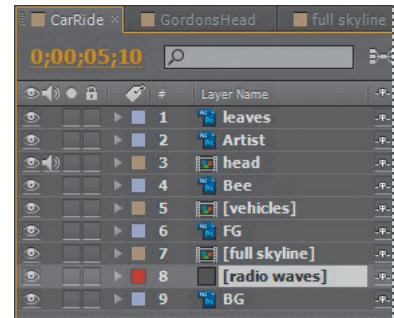 CarRide × GordonsHead full skyline
0;00;05;10
# Layer Name
1 leaves
2 Artist
3 head
4 Bee
5 [vehicles]
6 FG
7 [full skyline]
8 [radio waves]
9 BG